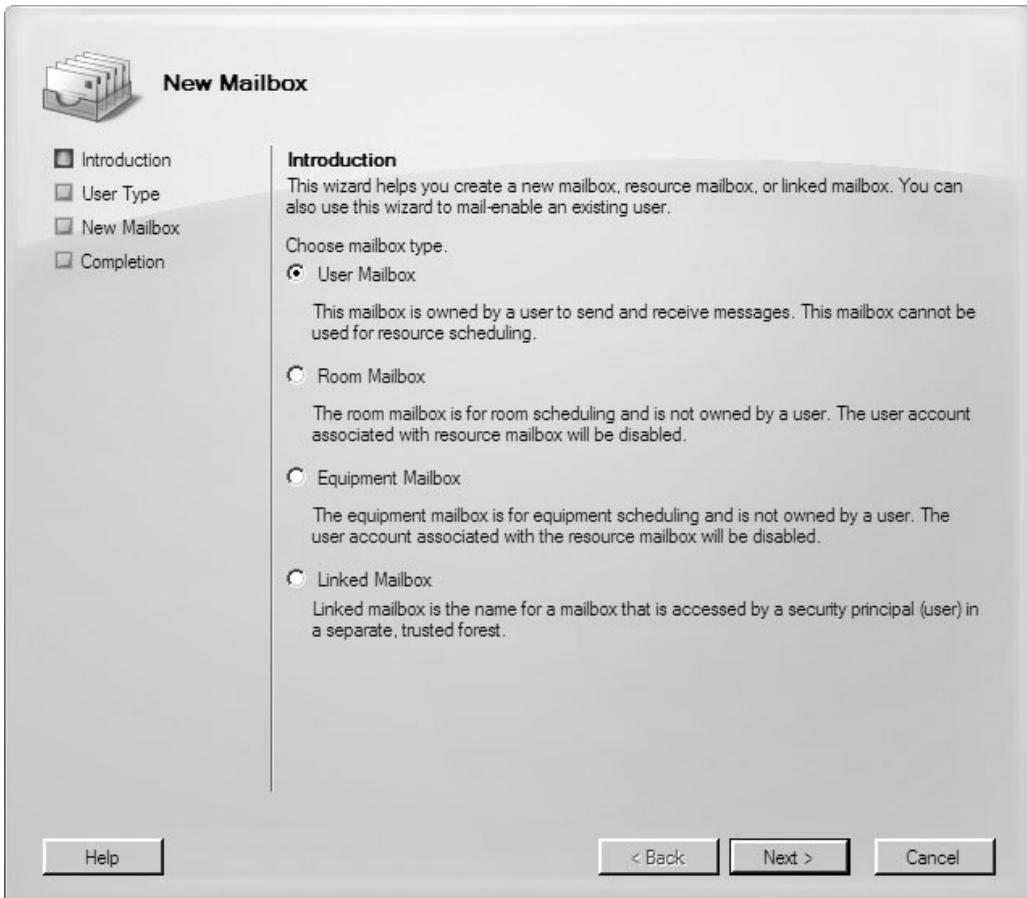 New Mailbox
Introduction
User Type
New Mailbox
Completion
Introduction
This wizard helps you create a new mailbox, resource mailbox, or linked mailbox. You can
also use this wizard to mail-enable an existing user.
Choose mailbox type.
User Mailbox
This mailbox is owned by a user to send and receive messages. This mailbox cannot be
used for resource scheduling.
Room Mailbox
The room mailbox is for room scheduling and is not owned by a user. The user account
associated with resource mailbox will be disabled.
Equipment Mailbox
The equipment mailbox is for equipment scheduling and is not owned by a user. The
user account associated with the resource mailbox will be disabled.
Linked Mailbox
Linked mailbox is the name for a mailbox that is accessed by a security principal (user) in
a separate, trusted forest.
Help
< Back
Next >
Cancel